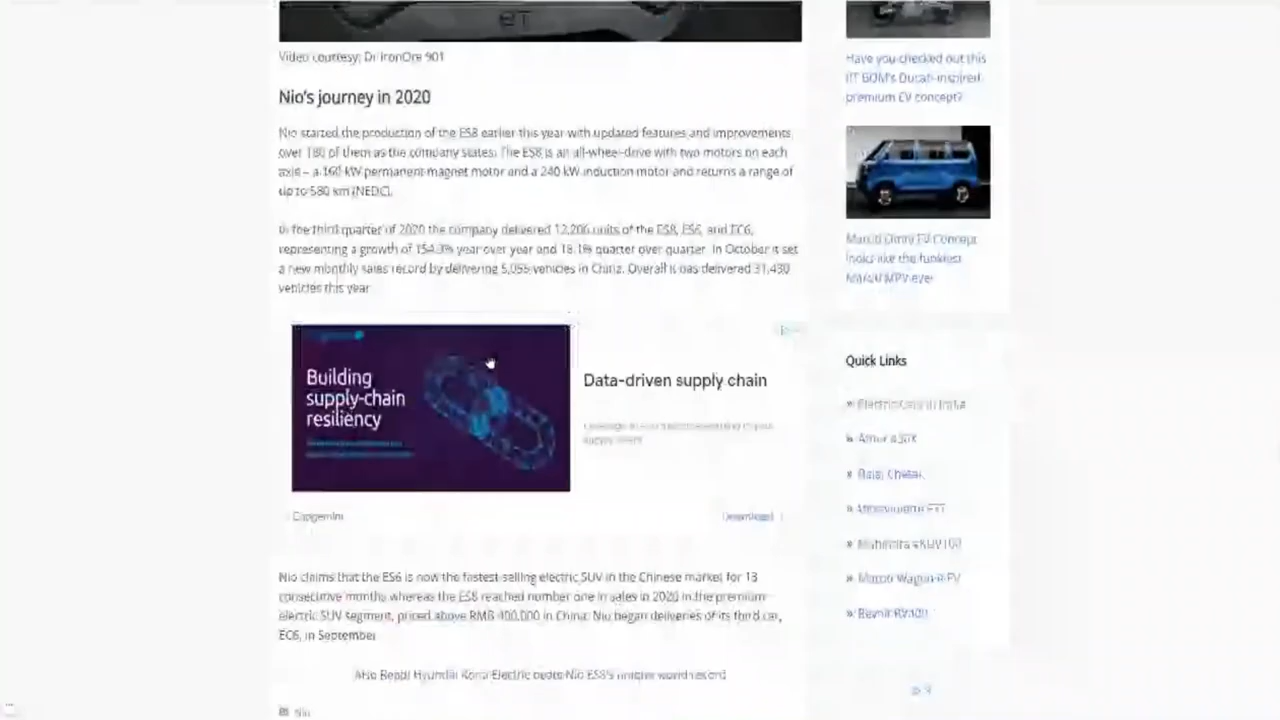 Video courtesy: Dr IronOre 901
Nio's journey in 2020
Nio started the production of the ES8 earlier this year with updated features and improvements
over 180 of them as the company states. The ES8 is an all-wheel-drive with two motors on each
axle – a 160 kW permanent magnet motor and a 240 kW induction motor and returns a range of
up to 580 km (NEDC).
In the third quarter of 2020 the company delivered 12,206 units of the ES8, ES6, and EC6,
representing a growth of 154.3% year over year and 18.1% quarter over quarter. In October it set
a new monthly sales record by delivering 5,055 vehicles in China. Overall it has delivered 31,430
vehicles this year
Building
supply-chain
resiliency
Data-driven supply chain
supply chain
Capgemini
Download
Nio claims that the ES6 is now the fastest-selling electric SUV in the Chinese market for 13
consecutive months whereas the ES8 reached number one in sales in 2020 in the premium
electric SUV segment, priced above RMB 400,000 in China. Nio began deliveries of its third car,
EC6, in September
Also Read: Hyundai Kona Electric beats Nio ES8's unique world record
Nio
Have you checked out this
IIT BOM's Ducati-inspired
premium EV concept?
Maruti Omni EV Concept
looks like the funkiest
Maruti MPV ever
Quick Links
» Electric Cars in India
» Ather 450X
» Bajaj Chetak
» Mahindra eKUV100
» Maruti Wagon-R EV
» Revolt RV400